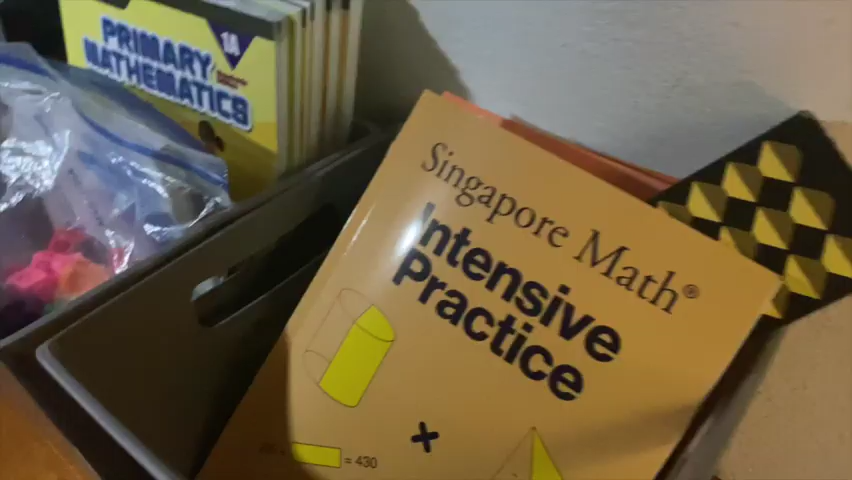 PRIMARY
MATHEMATICS
1A
Singapore Math®
Intensive
Practice
= 430